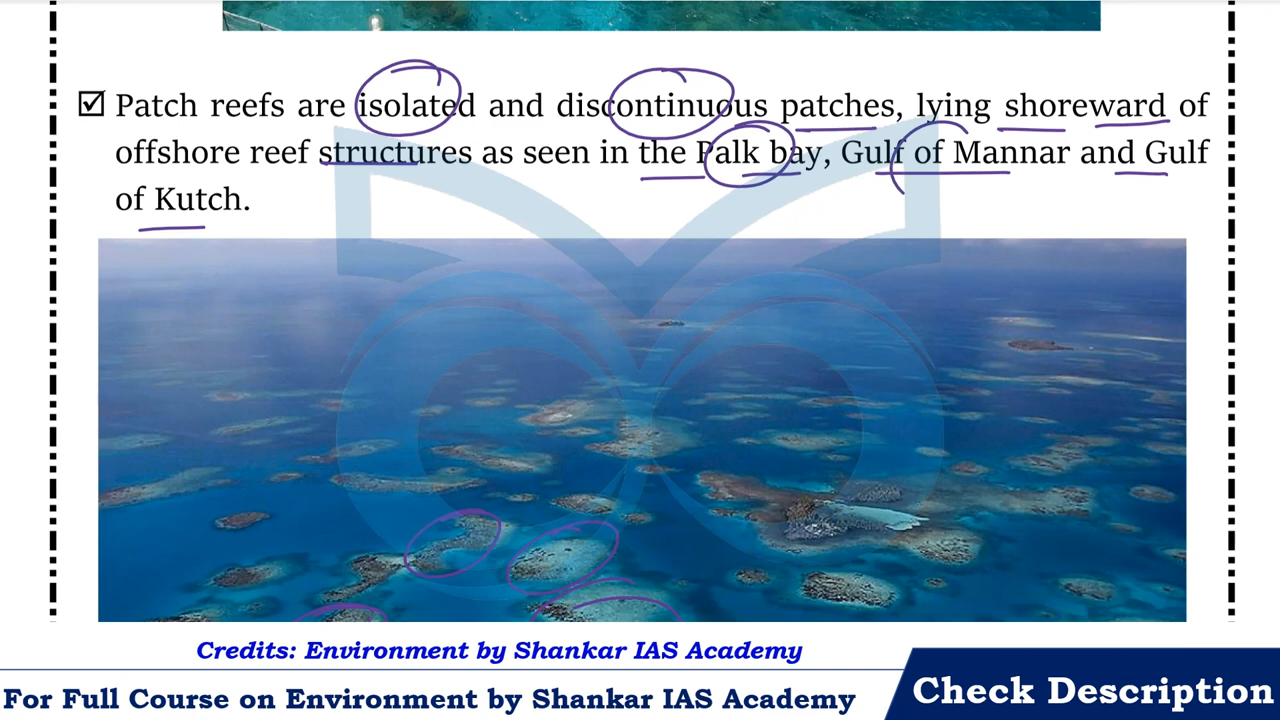 ☑ Patch reefs are isolated and discontinuous patches, lying shoreward of
offshore reef structures as seen in the Palk bay, Gulf of Mannar and Gulf
of Kutch.
Credits: Environment by Shankar IAS Academy
For Full Course on Environment by Shankar IAS Academy
Check Description